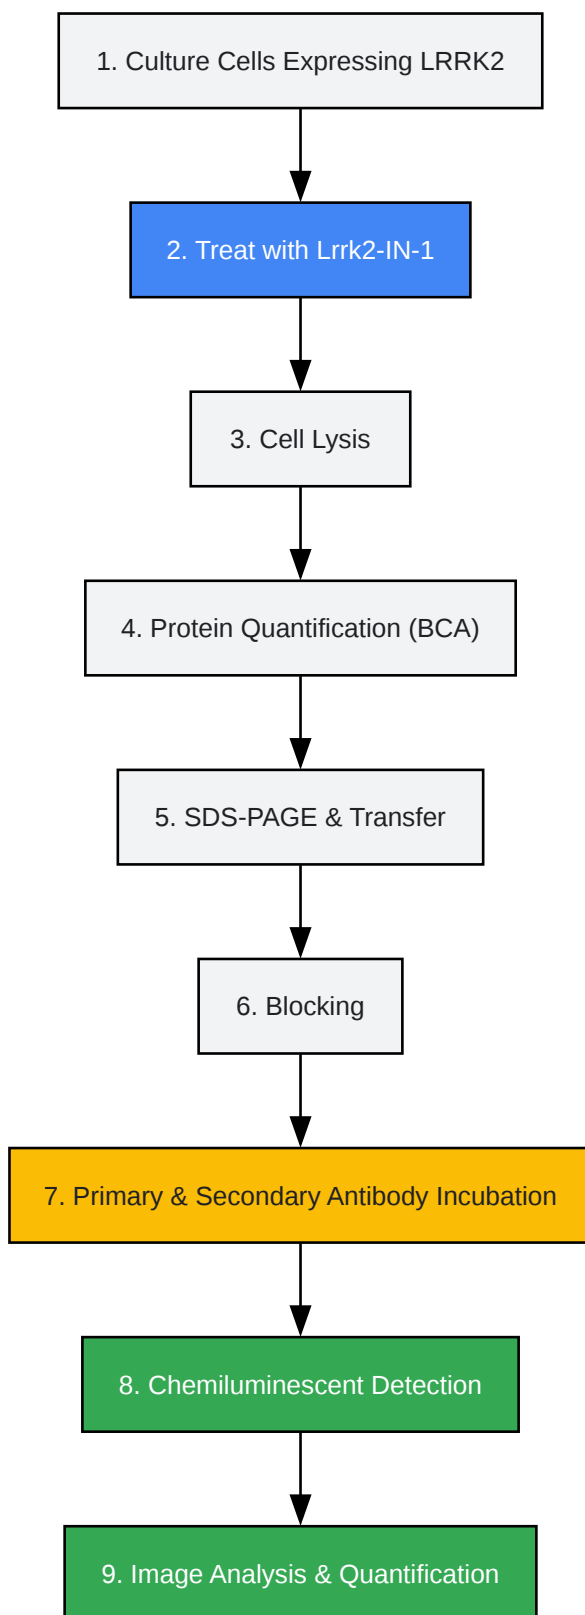 1. Culture Cells Expressing LRRK2
2. Treat with Lrrk2-IN-1
3. Cell Lysis
4. Protein Quantification (BCA)
5. SDS-PAGE & Transfer
6. Blocking
7. Primary & Secondary Antibody Incubation
8. Chemiluminescent Detection
9. Image Analysis & Quantification